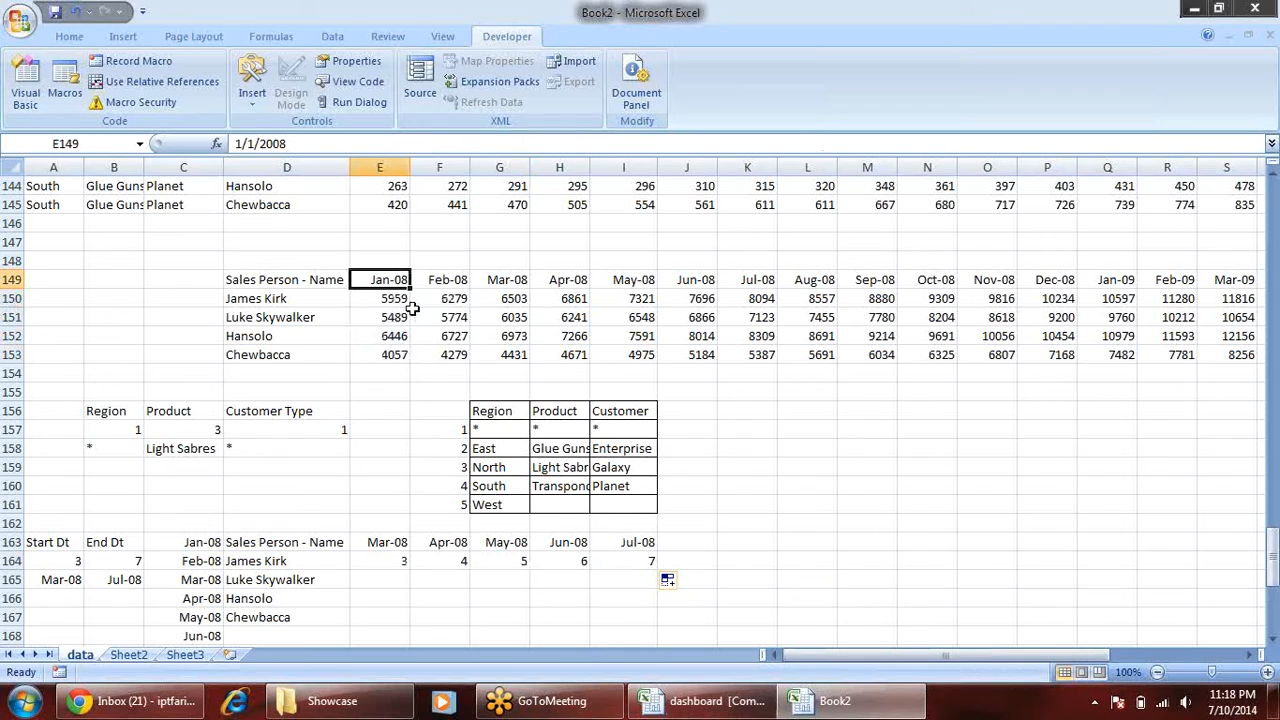 Book2 - Microsoft Excel
Home Insert Page Layout Formulas Data Review View Developer
Visual Basic
Macros
Record Macro
Use Relative References
Macro Security
Code
Insert
Design Mode
Properties
View Code
Run Dialog
Controls
Source
Map Properties
Expansion Packs
Refresh Data
Import
Export
XML
Document Panel
Modify
E149 fx 1/1/2008
A B C D E F G H I J K L M N O P Q R S
144 South Glue Guns Planet Hansolo 263 272 291 295 296 310 315 320 348 361 397 403 431 450 478
145 South Glue Guns Planet Chewbacca 420 441 470 505 554 561 611 611 667 680 717 726 739 774 835
146
147
148
149 Sales Person - Name Jan-08 Feb-08 Mar-08 Apr-08 May-08 Jun-08 Jul-08 Aug-08 Sep-08 Oct-08 Nov-08 Dec-08 Jan-09 Feb-09 Mar-09
150 James Kirk 5959 6279 6503 6861 7321 7696 8094 8557 8880 9309 9816 10234 10597 11280 11816
151 Luke Skywalker 5489 5774 6035 6241 6548 6866 7123 7455 7780 8204 8618 9200 9760 10212 10654
152 Hansolo 6446 6727 6973 7266 7591 8014 8309 8691 9214 9691 10056 10454 10979 11593 12156
153 Chewbacca 4057 4279 4431 4671 4975 5184 5387 5691 6034 6325 6807 7168 7482 7781 8256
154
155
156 Region Product Customer Type Region Product Customer
157 1 3 1 1 * * *
158 * Light Sabres * 2 East Glue Guns Enterprise
159 3 North Light Sabr Galaxy
160 4 South Transpond Planet
161 5 West
162
163 Start Dt End Dt Jan-08 Sales Person - Name Mar-08 Apr-08 May-08 Jun-08 Jul-08
164 3 7 Feb-08 James Kirk 3 4 5 6 7
165 Mar-08 Jul-08 Mar-08 Luke Skywalker
166 Apr-08 Hansolo
167 May-08 Chewbacca
168 Jun-08
data Sheet2 Sheet3
Ready 100%
Inbox (21) - iptfari... Showcase GoToMeeting dashboard [Com... Book2
11:18 PM
7/10/2014